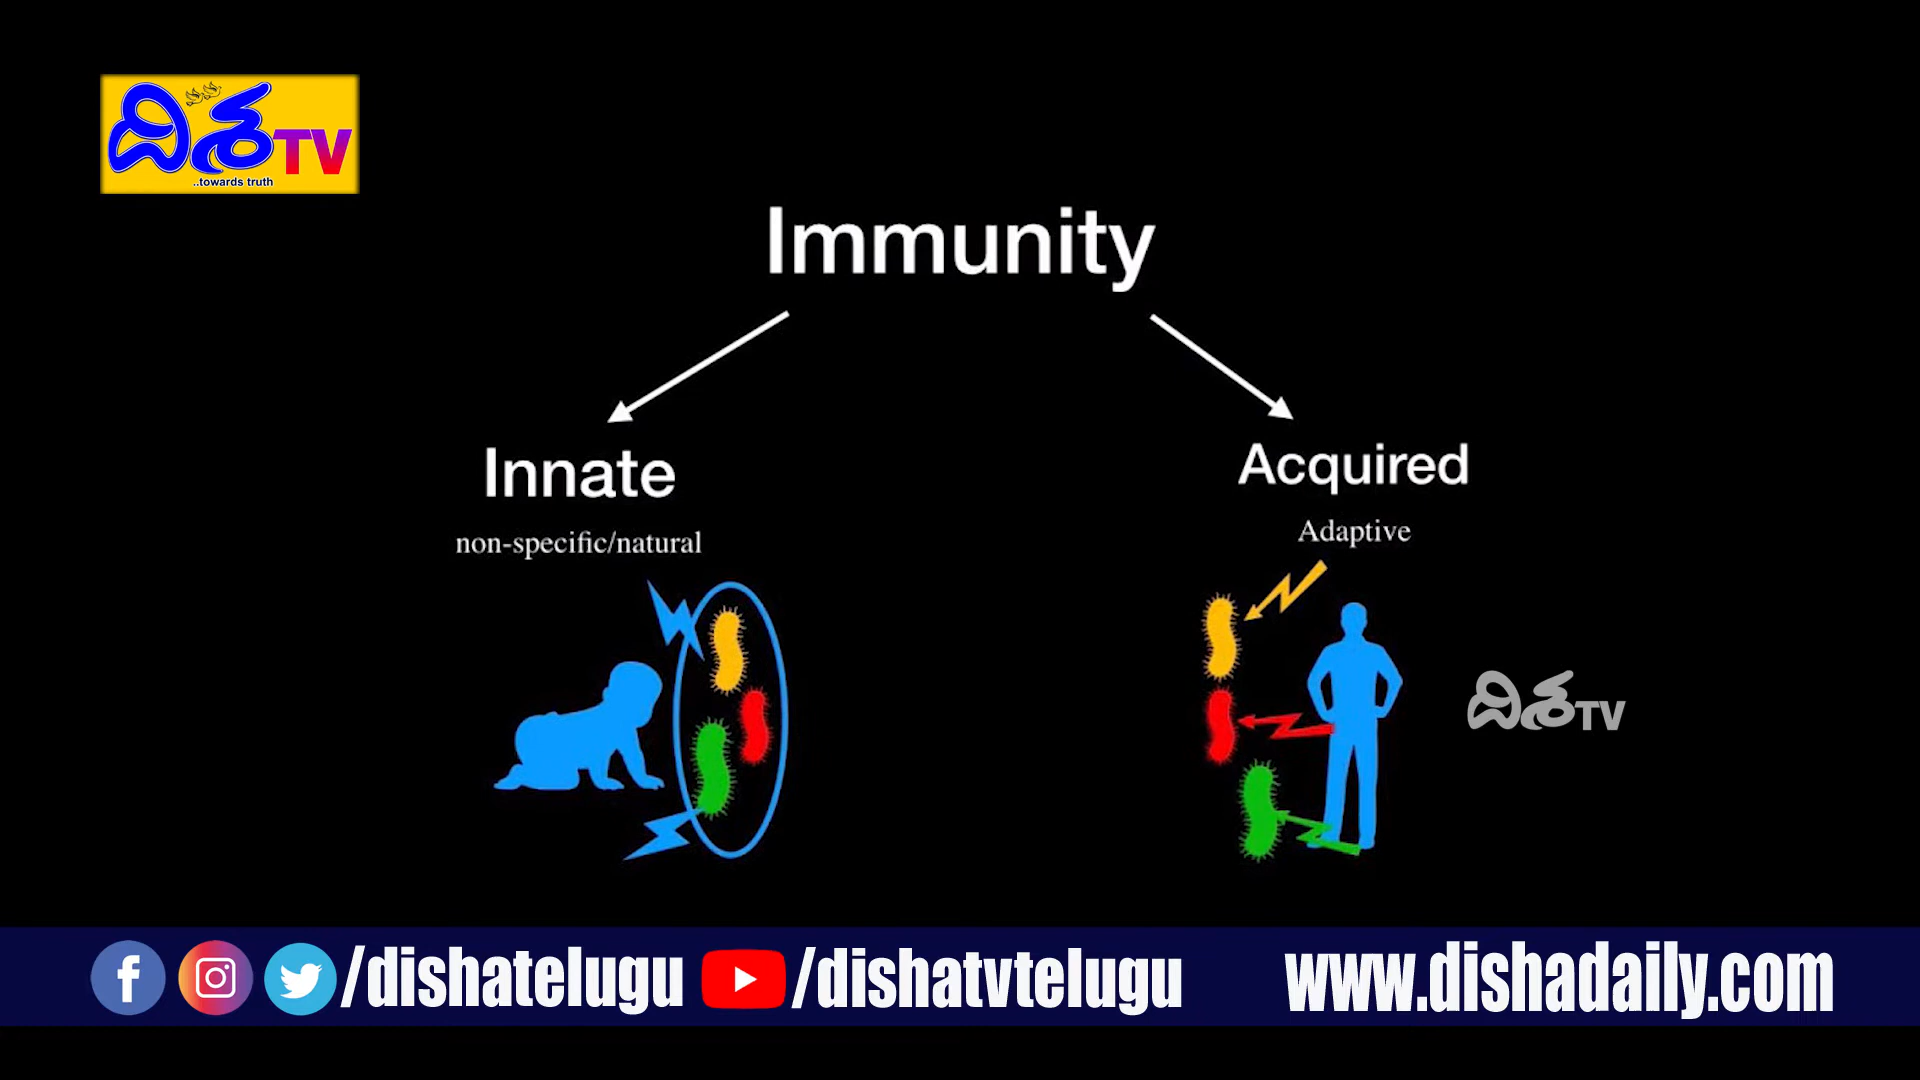 దిశ TV
..towards truth
Immunity
Innate
Acquired
non-specific/natural
Adaptive
దిశ TV
/dishatelugu /dishatvtelugu www.dishadaily.com